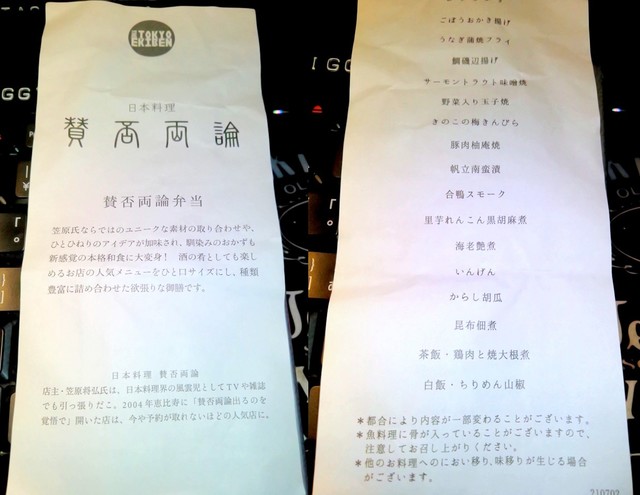 TOKYO
EKIBEN
日本料理
賛否両論
賛否両論弁当
笠原氏ならではのユニークな素材の取り合わせや、
ひとひねりのアイデアが加味され、馴染みのおかずも
新感覚の本格和食に大変身! 酒の肴としても楽し
めるお店の人気メニューをひと口サイズにし、種類
豊富に詰め合わせた欲張りな御膳です。
日本料理 賛否両論
店主・笠原将弘氏は、日本料理界の風雲児としてTVや雑誌
でも引っ張りだこ。2004年恵比寿に「賛否両論出るのを
覚悟で」開いた店は、今や予約が取れないほどの人気店に。
ごぼうおかき揚げ
うなぎ蒲焼フライ
鯛磯辺揚げ
サーモントラウト味噌焼
野菜入り玉子焼
きのこの梅きんぴら
豚肉柚庵焼
帆立南蛮漬
合鴨スモーク
里芋れんこん黒胡麻煮
海老艶煮
いんげん
からし胡瓜
昆布佃煮
茶飯・鶏肉と焼大根煮
白飯・ちりめん山椒
*都合により内容が一部変わることがございます。
*魚料理に骨が入っていることがございますので、
注意してお召し上がりください。
*他のお料理へのにおい移り、味移りが生じる場合
がございます。
210702